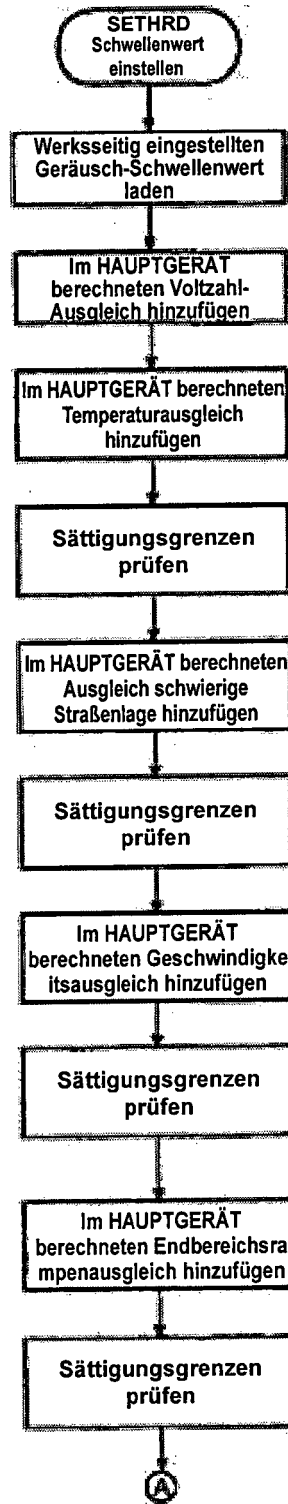 SETHRD
Schwellenwert
einstellen
Werksseitig eingestellten
Geräusch-Schwellenwert
laden
Im HAUPTGERÄT
berechneten Voltzahl-
Ausgleich hinzufügen
Im HAUPTGERÄT berechneten
Temperaturausgleich
hinzufügen
Sättigungsgrenzen
prüfen
Im HAUPTGERÄT berechneten
Ausgleich schwierige
Straßenlage hinzufügen
Sättigungsgrenzen
prüfen
Im HAUPTGERÄT
berechneten Geschwindigke
itsausgleich hinzufügen
Sättigungsgrenzen
prüfen
Im HAUPTGERÄT
berechneten Endbereichsra
mpenausgleich hinzufügen
Sättigungsgrenzen
prüfen
A